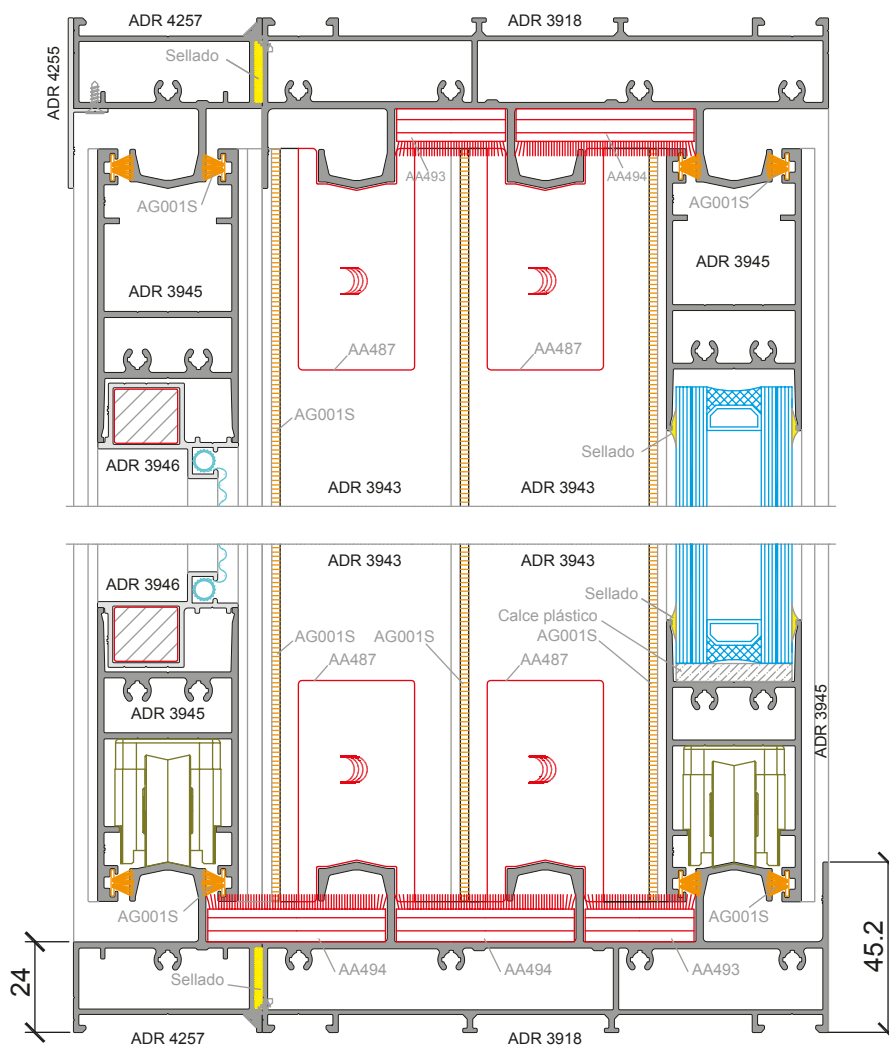 ADR 4257
ADR 3918
ADR 4255
Sellado
AA493
AA494
AG001S
AG001S
ADR 3945
ADR 3945
AA487
AA487
AG001S
Sellado
ADR 3946
ADR 3943
ADR 3943
ADR 3946
ADR 3943
ADR 3943
Sellado
Calce plástico
AG001S
AG001S
AG001S
AA487
AA487
ADR 3945
ADR 3945
AG001S
AG001S
45.2
24
Sellado
AA494
AA494
AA493
ADR 4257
ADR 3918